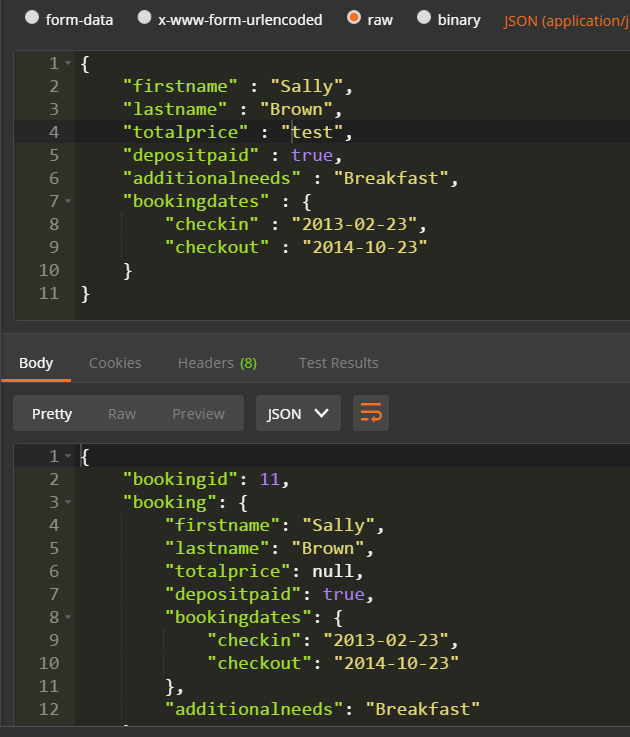 form-data x-www-form-urlencoded raw binary JSON (application/j
1 {
2 "firstname" : "Sally",
3 "lastname" : "Brown",
4 "totalprice" : "test",
5 "depositpaid" : true,
6 "additionalneeds" : "Breakfast",
7 "bookingdates" : {
8 "checkin" : "2013-02-23",
9 "checkout" : "2014-10-23"
10 }
11 }
Body Cookies Headers (8) Test Results
Pretty Raw Preview JSON
1 {
2 "bookingid": 11,
3 "booking": {
4 "firstname": "Sally",
5 "lastname": "Brown",
6 "totalprice": null,
7 "depositpaid": true,
8 "bookingdates": {
9 "checkin": "2013-02-23",
10 "checkout": "2014-10-23"
11 },
12 "additionalneeds": "Breakfast"